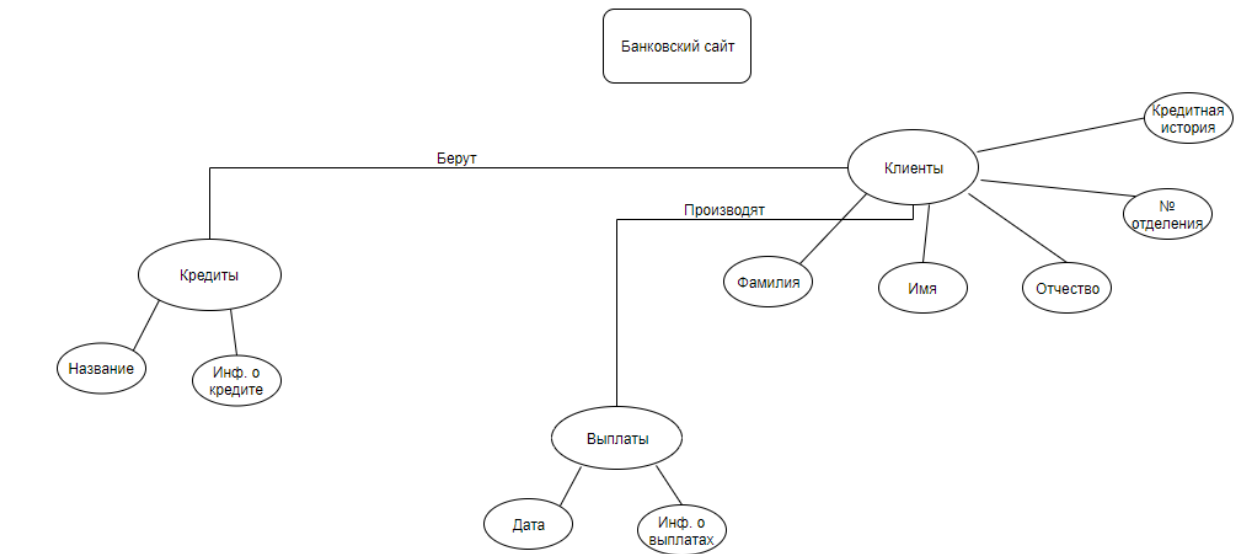 Банковский сайт
Кредитная
история
Берут
Клиенты
Производят
№
отделения
Кредиты
Фамилия
Имя
Отчество
Название
Инф. о
кредите
Выплаты
Дата
Инф. о
выплатах